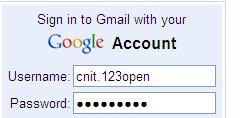 Sign in to Gmail with your
Google Account
Username: cnit.123open
Password: •••••••••